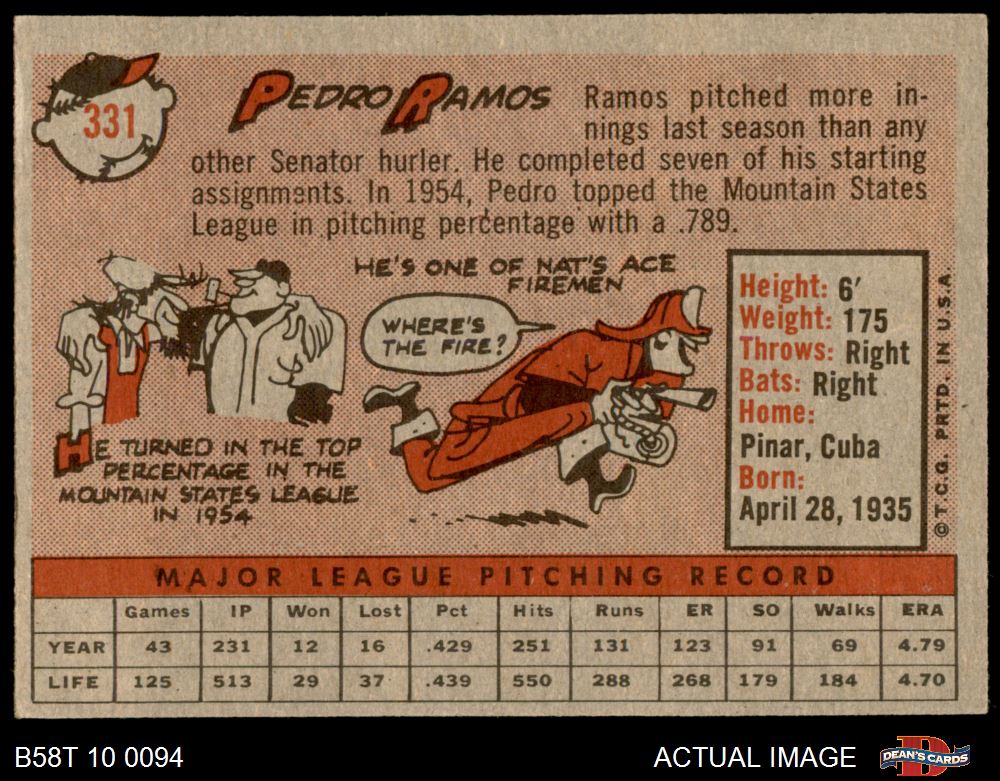 331
PEDRO RAMOS
Ramos pitched more in-
nings last season than any
other Senator hurler. He completed seven of his starting
assignments. In 1954, Pedro topped the Mountain States
League in pitching percentage with a .789.
HE'S ONE OF NAT'S ACE
FIREMEN
WHERE'S
THE FIRE?
HE TURNED IN THE TOP
PERCENTAGE IN THE
MOUNTAIN STATES LEAGUE
IN 1954
Height: 6'
Weight: 175
Throws: Right
Bats: Right
Home:
Pinar, Cuba
Born:
April 28, 1935
© T.C.G. PRTD. IN U.S.A.
MAJOR LEAGUE PITCHING RECORD
Games IP Won Lost Pct Hits Runs ER SO Walks ERA
YEAR 43 231 12 16 .429 251 131 123 91 69 4.79
LIFE 125 513 29 37 .439 550 288 268 179 184 4.70
B58T 10 0094
ACTUAL IMAGE
D
DEAN'S CARDS